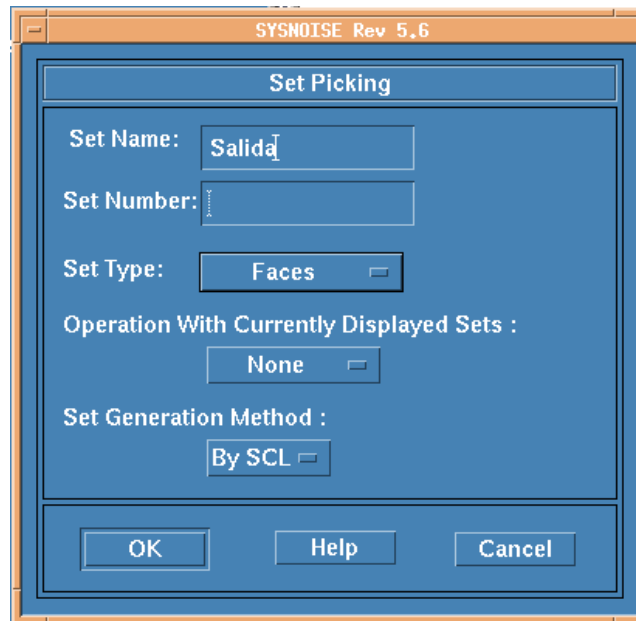 SYSNOISE Rev 5.6
Set Picking
Set Name: Salida
Set Number:
Set Type: Faces
Operation With Currently Displayed Sets :
None
Set Generation Method :
By SCL
OK Help Cancel